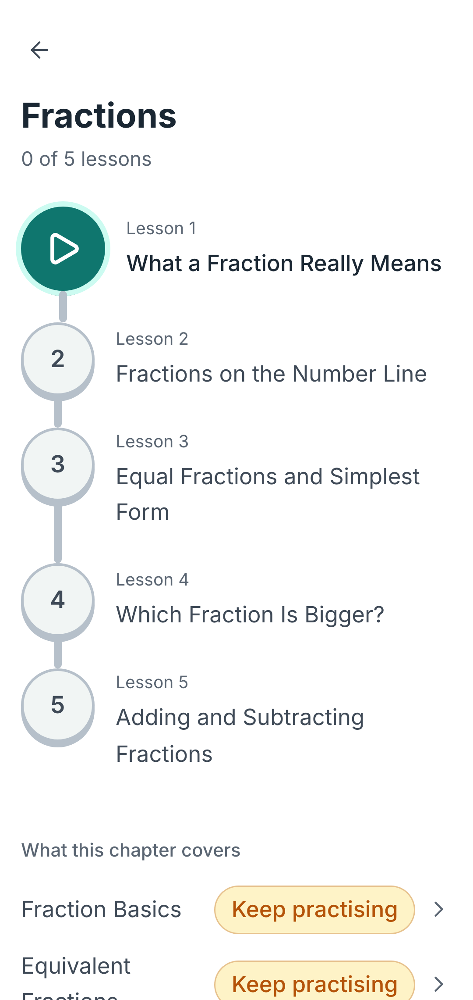 Fractions
0 of 5 lessons
Lesson 1
What a Fraction Really Means
2
Lesson 2
Fractions on the Number Line
3
Lesson 3
Equal Fractions and Simplest
Form
4
Lesson 4
Which Fraction Is Bigger?
5
Lesson 5
Adding and Subtracting
Fractions
What this chapter covers
Fraction Basics
Keep practising
Equivalent
Fractions
Keep practising